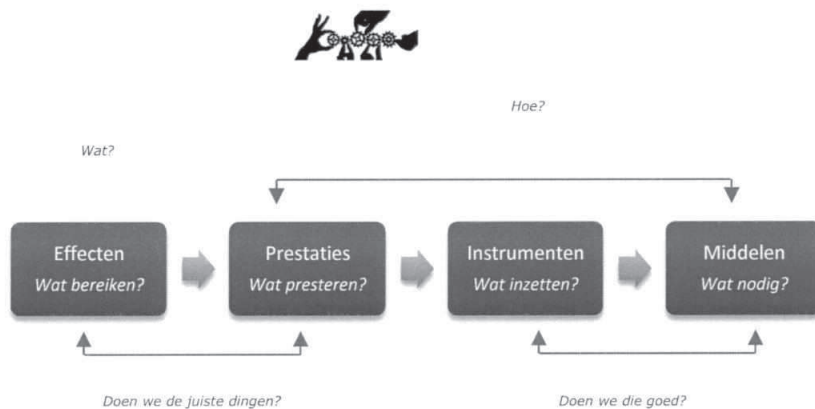 Hoe?
Wat?
Effecten
Wat bereiken?
Prestaties
Wat presteren?
Instrumenten
Wat inzetten?
Middelen
Wat nodig?
Doen we de juiste dingen?
Doen we die goed?